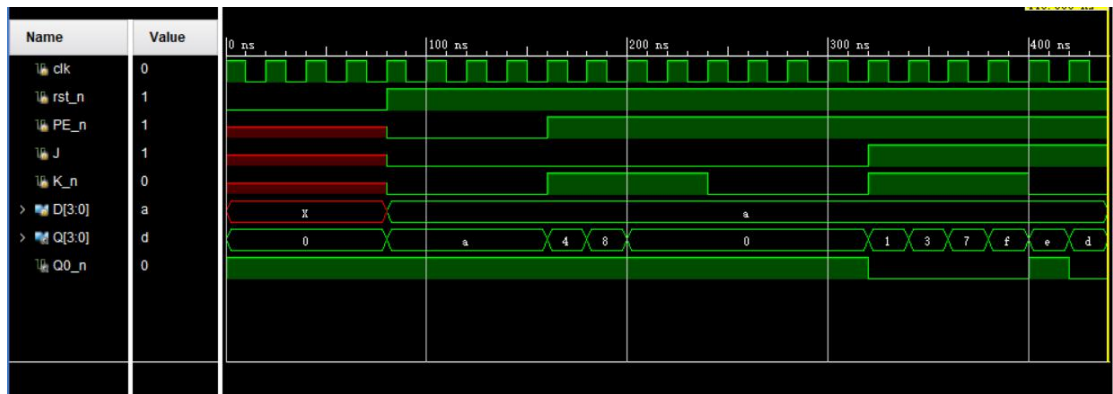 Name Value
0 ns 100 ns 200 ns 300 ns 400 ns
clk 0
rst_n 1
PE_n 1
J 1
K_n 0
D[3:0] a X a
Q[3:0] d 0 a 4 8 0 1 3 7 f e d
Q0_n 0